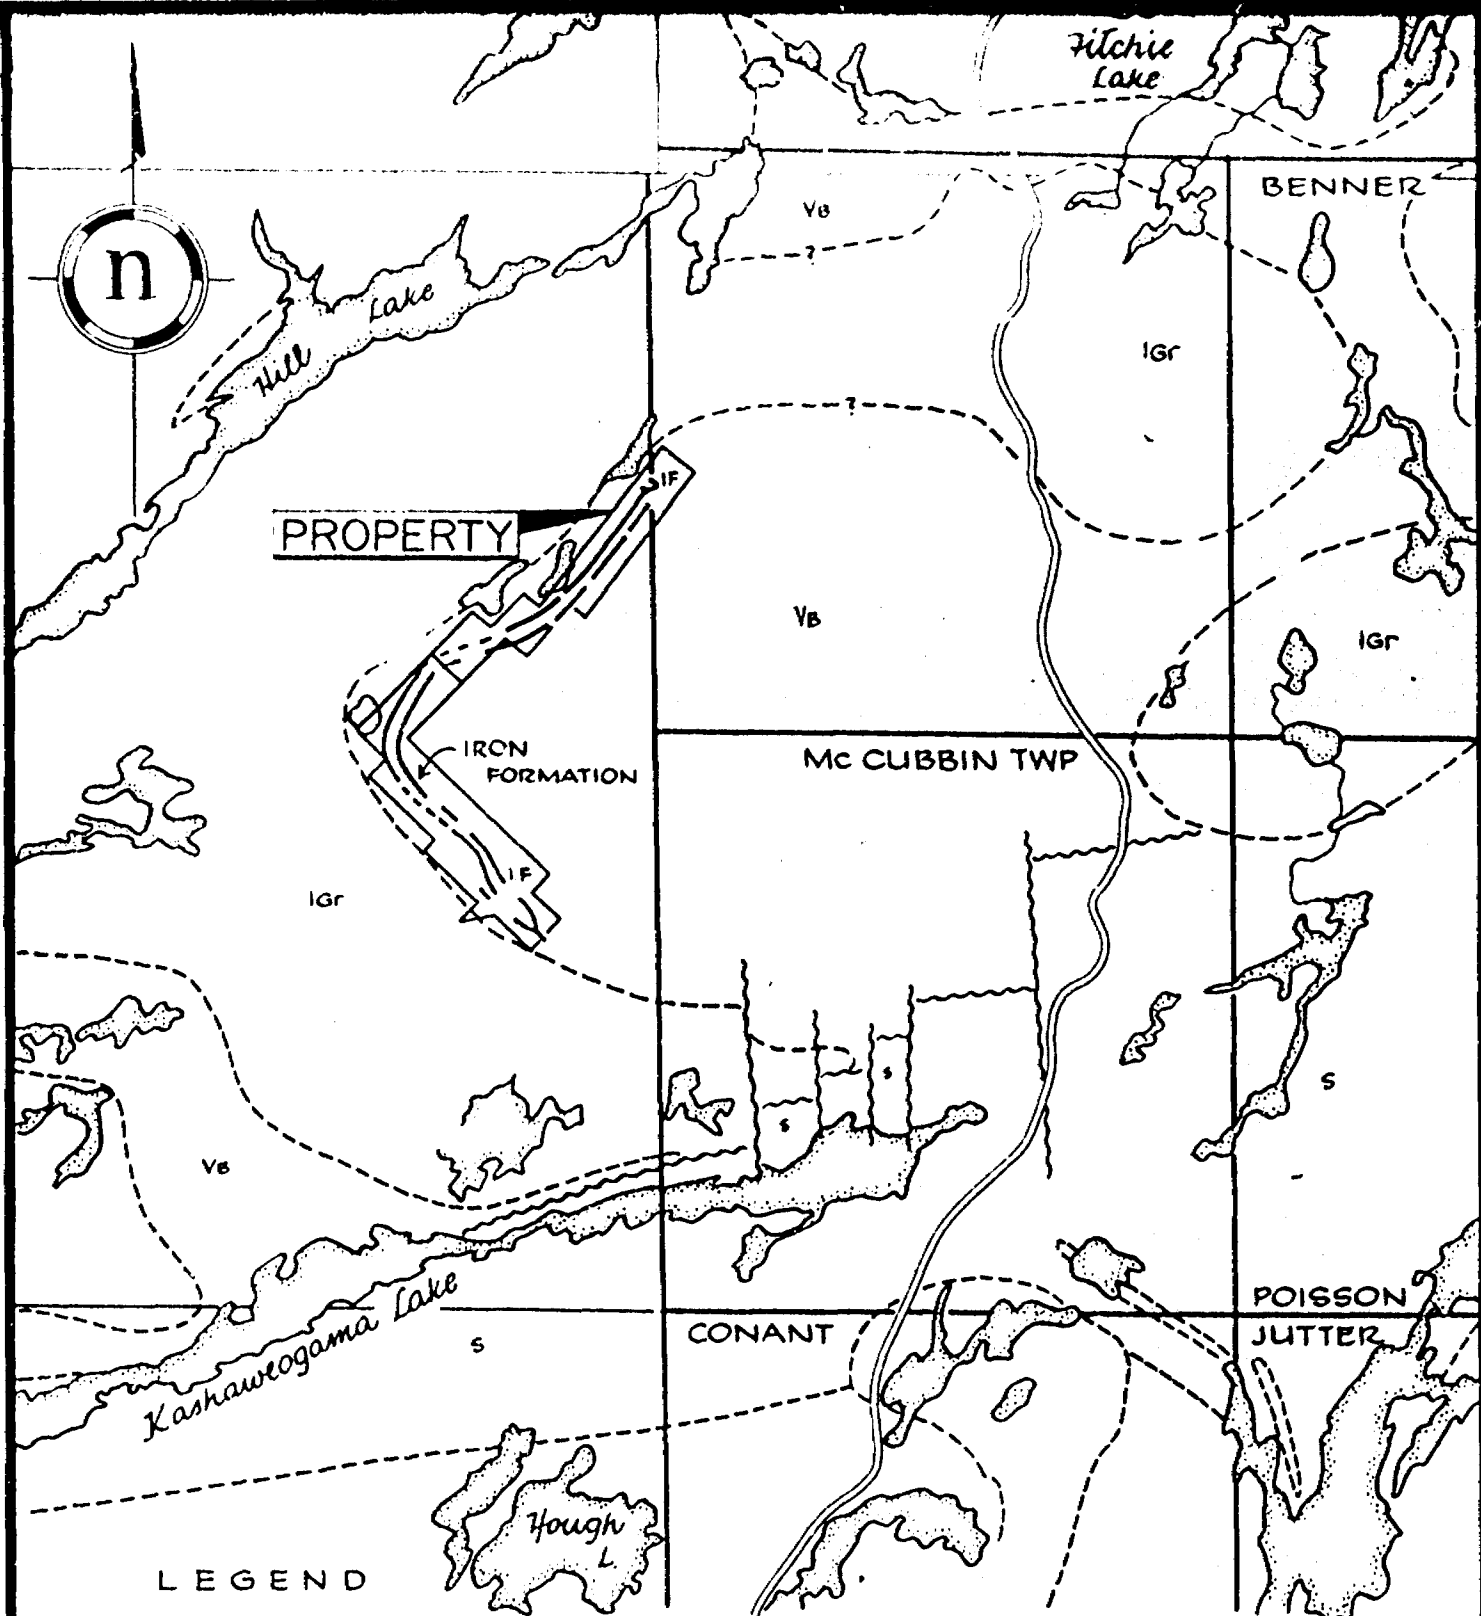 Fitchie
Lake
BENNER
VB
n
?
Lake
IGr
Hill
?
IF
PROPERTY
VB
IGr
IRON
FORMATION
Mc CUBBIN TWP
IF
IGr
S
S
S
VB
Kashaweogama Lake
POISSON
CONANT
JUTTER
S
Hough
L.
LEGEND